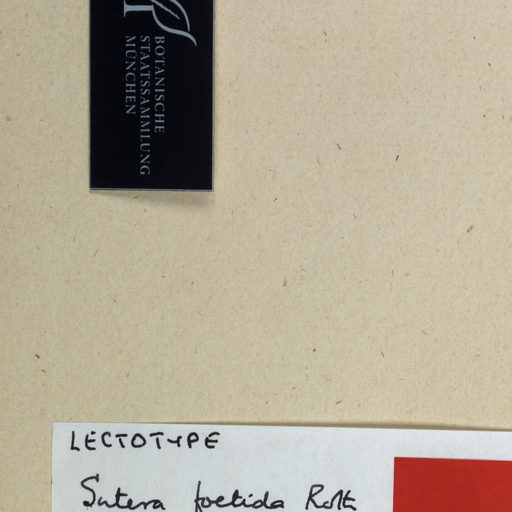 BOTANISCHE
STAATSSAMMLUNG
MÜNCHEN
LECTOTYPE
Sutera foetida Roth